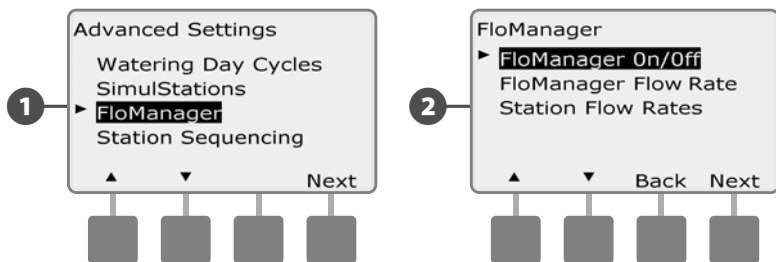 Advanced Settings
Watering Day Cycles
SimulStations
1
► FloManager
Station Sequencing
▲ ▼ Next
FloManager
► FloManager On/Off
FloManager Flow Rate
2
Station Flow Rates
▲ ▼ Back Next